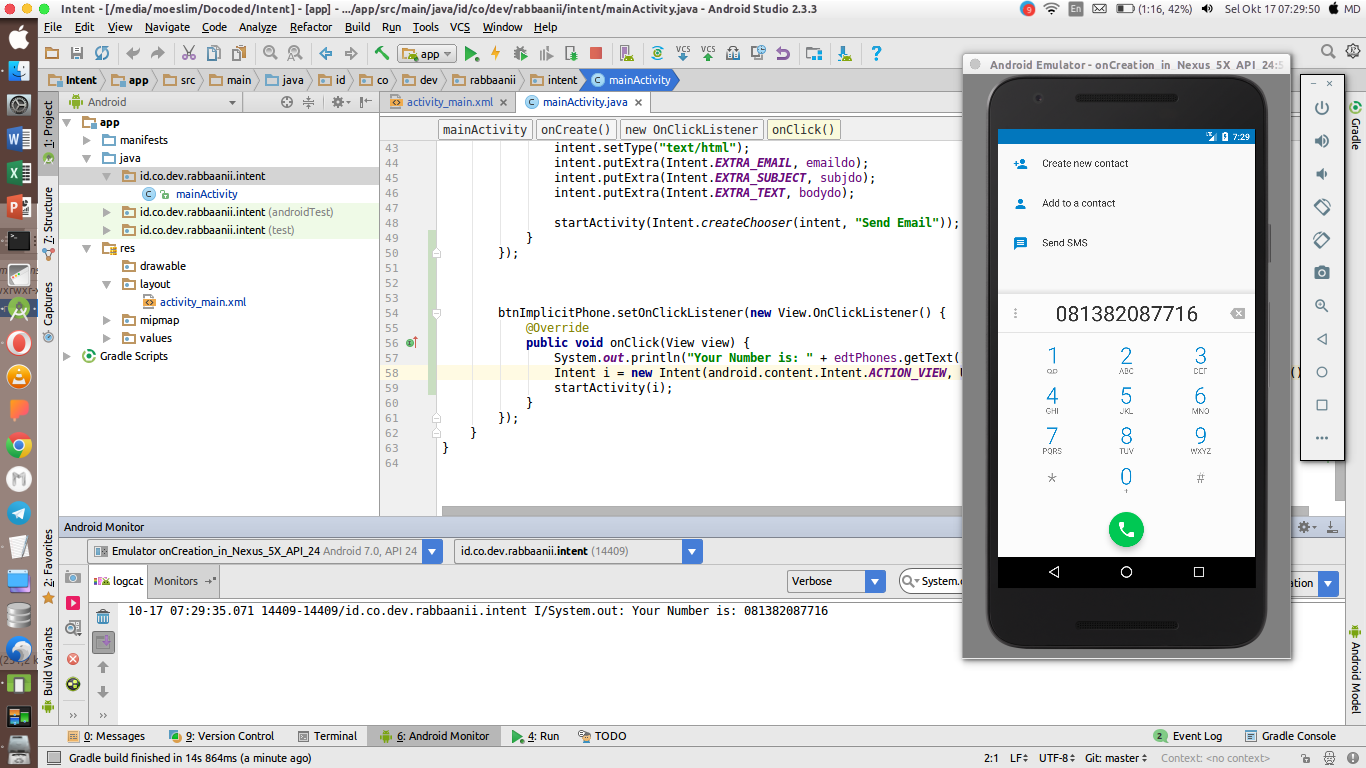 Intent - [/media/moeslim/Docoded/Intent] - [app] - .../app/src/main/java/id/co/dev/rabbaanii/intent/mainActivity.java - Android Studio 2.3.3
9 En (1:16, 42%) Sel Okt 17 07:29:50 MD
File Edit View Navigate Code Analyze Refactor Build Run Tools VCS Window Help
app VCS VCS ?
Intent app src main java id co dev rabbaanii intent mainActivity
Android
activity_main.xml mainActivity.java
app
manifests
java
id.co.dev.rabbaanii.intent
mainActivity
id.co.dev.rabbaanii.intent (androidTest)
id.co.dev.rabbaanii.intent (test)
res
drawable
layout
activity_main.xml
mipmap
values
Gradle Scripts
1: Project
7: Structure
Captures
2: Favorites
Build Variants
mainActivity onCreate() new OnClickListener onClick()
43 intent.setType("text/html");
44 intent.putExtra(Intent.EXTRA_EMAIL, emaildo);
45 intent.putExtra(Intent.EXTRA_SUBJECT, subjdo);
46 intent.putExtra(Intent.EXTRA_TEXT, bodydo);
47
48 startActivity(Intent.createChooser(intent, "Send Email"));
49 }
50 });
51
52
53
54 btnImplicitPhone.setOnClickListener(new View.OnClickListener() {
55 @Override
56 public void onClick(View view) {
57 System.out.println("Your Number is: " + edtPhones.getText(
58 Intent i = new Intent(android.content.Intent.ACTION_VIEW,
59 startActivity(i);
60 }
61 });
62 }
63 }
64
Android Emulator - onCreation_in_Nexus_5X_API_24:5
7:29
Create new contact
Add to a contact
Send SMS
081382087716
1 2 3
ABC DEF
4 5 6
GHI JKL MNO
7 8 9
PQRS TUV WXYZ
* 0 #
+
Gradle
Android Model
Android Monitor
Emulator onCreation_in_Nexus_5X_API_24 Android 7.0, API 24 id.co.dev.rabbaanii.intent (14409)
logcat Monitors Verbose System.
10-17 07:29:35.071 14409-14409/id.co.dev.rabbaanii.intent I/System.out: Your Number is: 081382087716
0: Messages 9: Version Control Terminal 6: Android Monitor 4: Run TODO 2 Event Log Gradle Console
Gradle build finished in 14s 864ms (a minute ago) 2:1 LF UTF-8 Git: master Context: <no context>